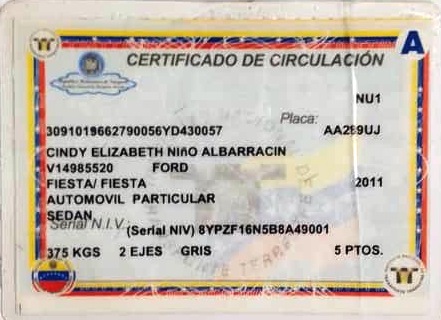 A
CERTIFICADO DE CIRCULACIÓN
NU1
Placa:
3091019662790056YD430057 AA289UJ
CINDY ELIZABETH NIñO ALBARRACIN
V14985520 FORD
FIESTA/ FIESTA 2011
AUTOMOVIL PARTICULAR
SEDAN
Serial N.I.V.: (Serial NIV) 8YPZF16N5B8A49001
375 KGS 2 EJES GRIS 5 PTOS.